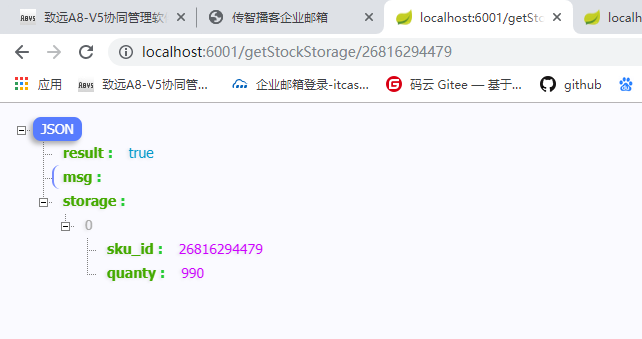 A8V5 致远A8-V5协同管理软
传智播客企业邮箱
localhost:6001/getSto
localh
localhost:6001/getStockStorage/26816294479
应用
A8V5 致远A8-V5协同管...
企业邮箱登录-itcas...
码云 Gitee — 基于...
github
JSON
result : true
msg :
storage :
0
sku_id : 26816294479
quanty : 990